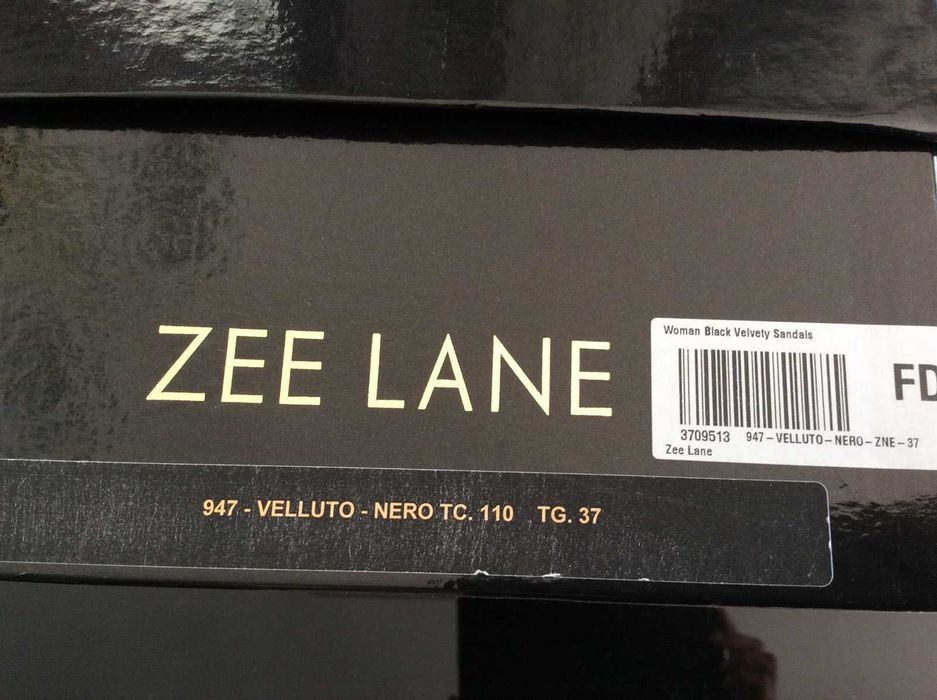 ZEE LANE
Woman Black Velvety Sandals
FD
3709513 947-VELLUTO-NERO-ZNE-37
Zee Lane
947 - VELLUTO - NERO TC. 110 TG. 37